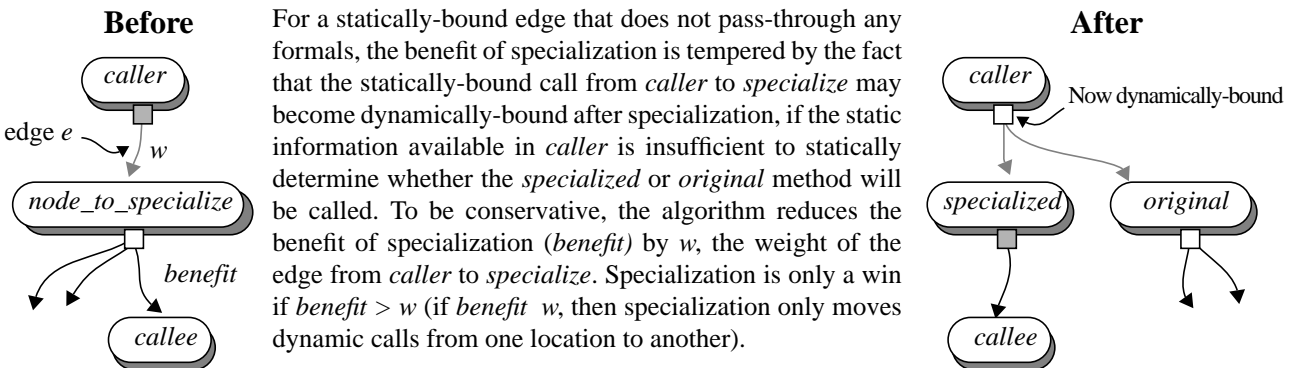 Before
caller
edge e
w
node_to_specialize
benefit
callee
For a statically-bound edge that does not pass-through any
formals, the benefit of specialization is tempered by the fact
that the statically-bound call from caller to specialize may
become dynamically-bound after specialization, if the static
information available in caller is insufficient to statically
determine whether the specialized or original method will
be called. To be conservative, the algorithm reduces the
benefit of specialization (benefit) by w, the weight of the
edge from caller to specialize. Specialization is only a win
if benefit > w (if benefit w, then specialization only moves
dynamic calls from one location to another).
After
caller
Now dynamically-bound
specialized
original
callee